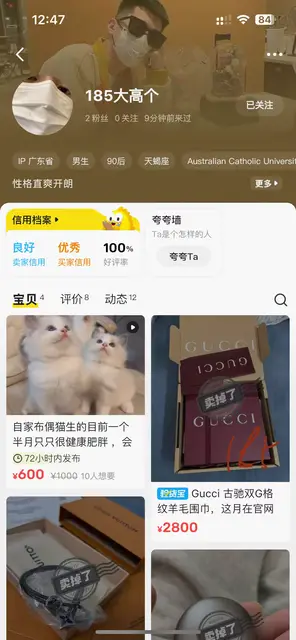 12:47
84
185大高个
2 粉丝 0 关注 9分钟前来过
已关注
IP 广东省 男生 90后 天蝎座 Australian Catholic Universit
性格直爽开朗
更多
信用档案
良好 优秀 100%
卖家信用 买家信用 好评率
夸夸墙
Ta是个怎样的人
夸夸Ta
宝贝 4 评价 8 动态 12
自家布偶猫生的目前一个
半月只只很健康肥胖，会
72小时内发布
¥600 ¥1000 10人想要
GUCCI
GUCCI
卖掉了
GUCCI
验货宝 Gucci 古驰双G格
纹羊毛围巾，这月在官网
¥2800
卖掉了
卖掉了